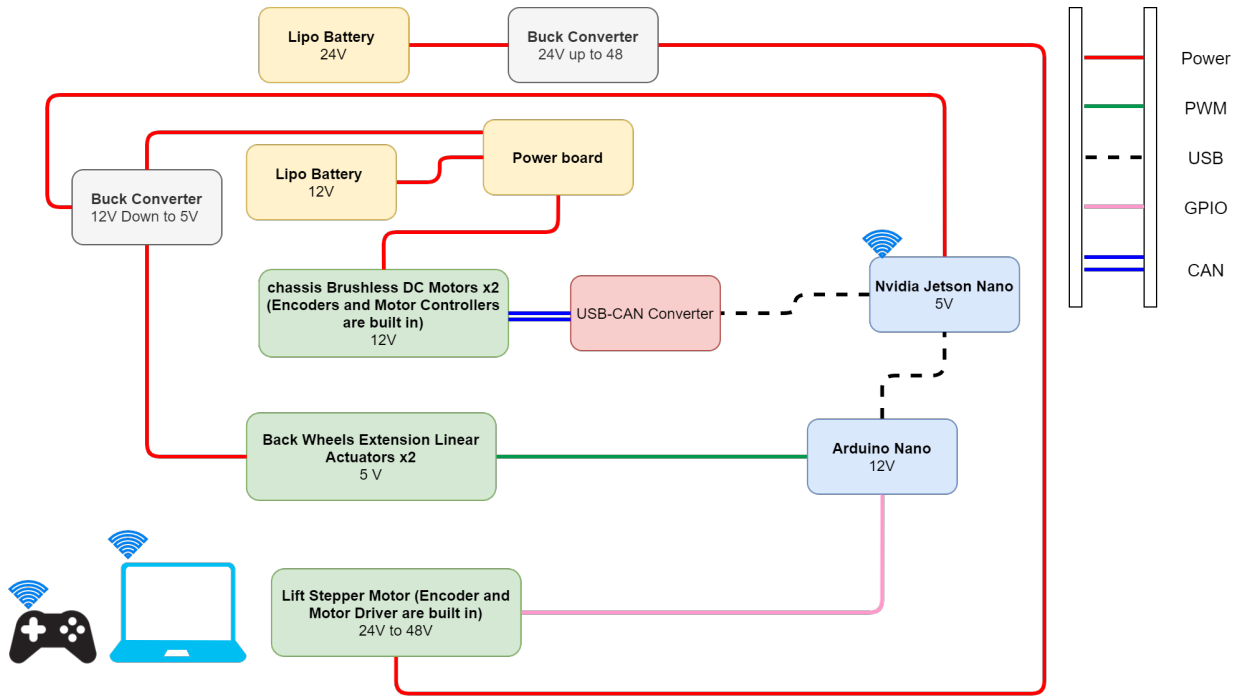 Lipo Battery
24V
Buck Converter
24V up to 48
Power board
Lipo Battery
12V
Buck Converter
12V Down to 5V
chassis Brushless DC Motors x2
(Encoders and Motor Controllers
are built in)
12V
USB-CAN Converter
Nvidia Jetson Nano
5V
Back Wheels Extension Linear
Actuators x2
5 V
Arduino Nano
12V
Lift Stepper Motor (Encoder and
Motor Driver are built in)
24V to 48V
Power
PWM
USB
GPIO
CAN